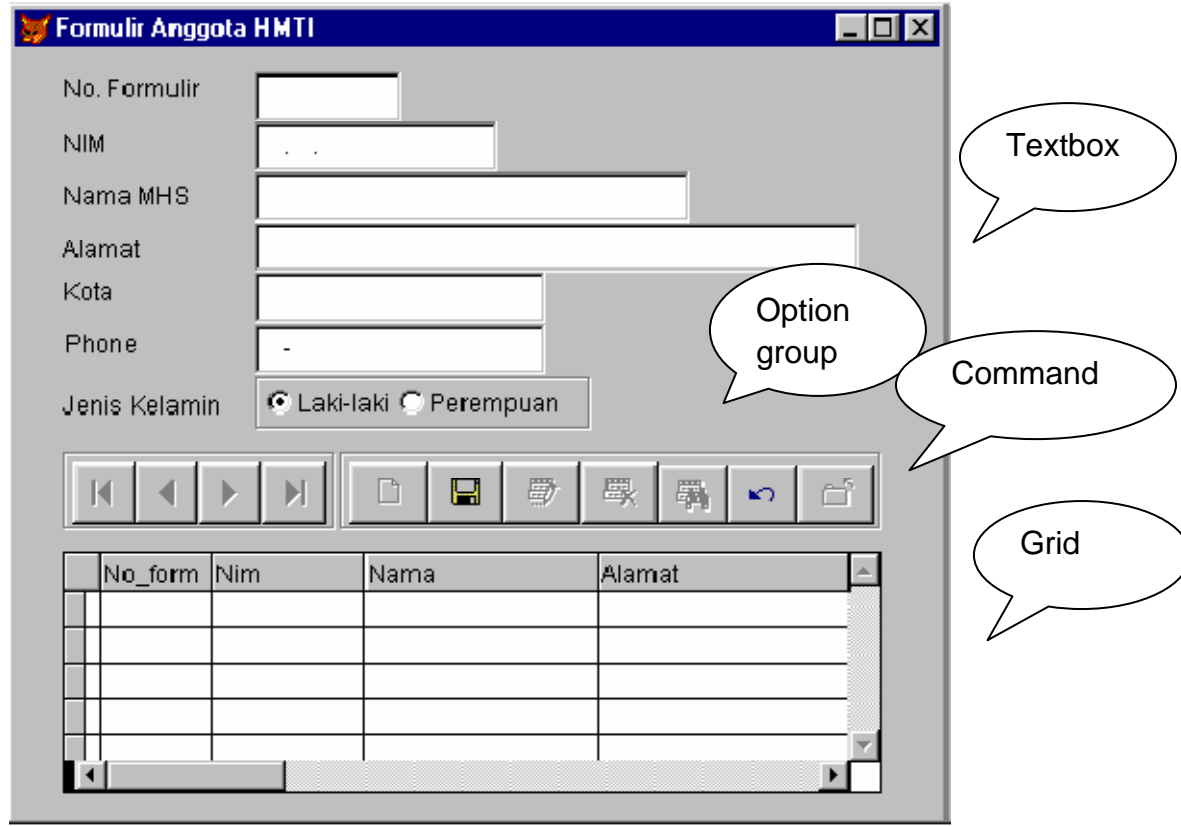 Formulir Anggota HMTI
No. Formulir
NIM . .
Nama MHS
Alamat
Kota
Phone -
Jenis Kelamin Laki-laki Perempuan
No_form Nim Nama Alamat
Textbox
Option
group
Command
Grid